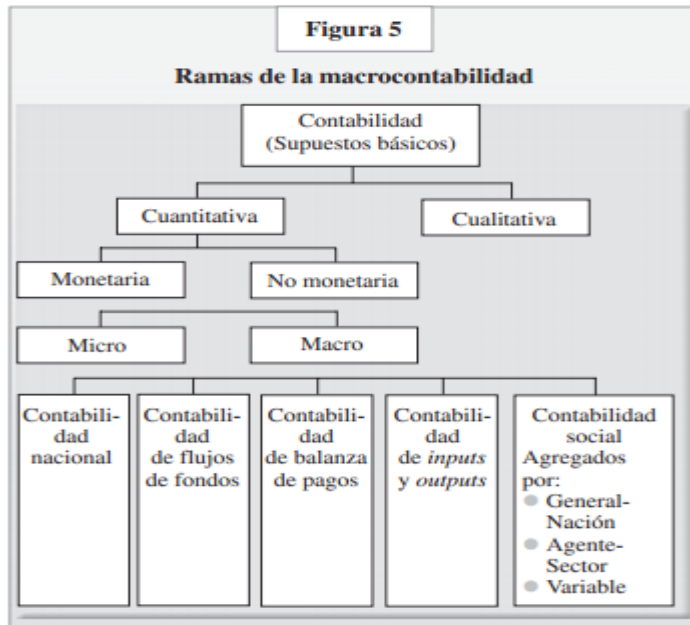 Figura 5
Ramas de la macrocontabilidad
Contabilidad
(Supuestos básicos)
Cuantitativa
Cualitativa
Monetaria
No monetaria
Micro
Macro
Contabili-
dad
nacional
Contabili-
dad
de flujos
de fondos
Contabili-
dad
de balanza
de pagos
Contabili-
dad
de inputs
y outputs
Contabilidad
social
Agregados
por:
● General-
Nación
● Agente-
Sector
● Variable